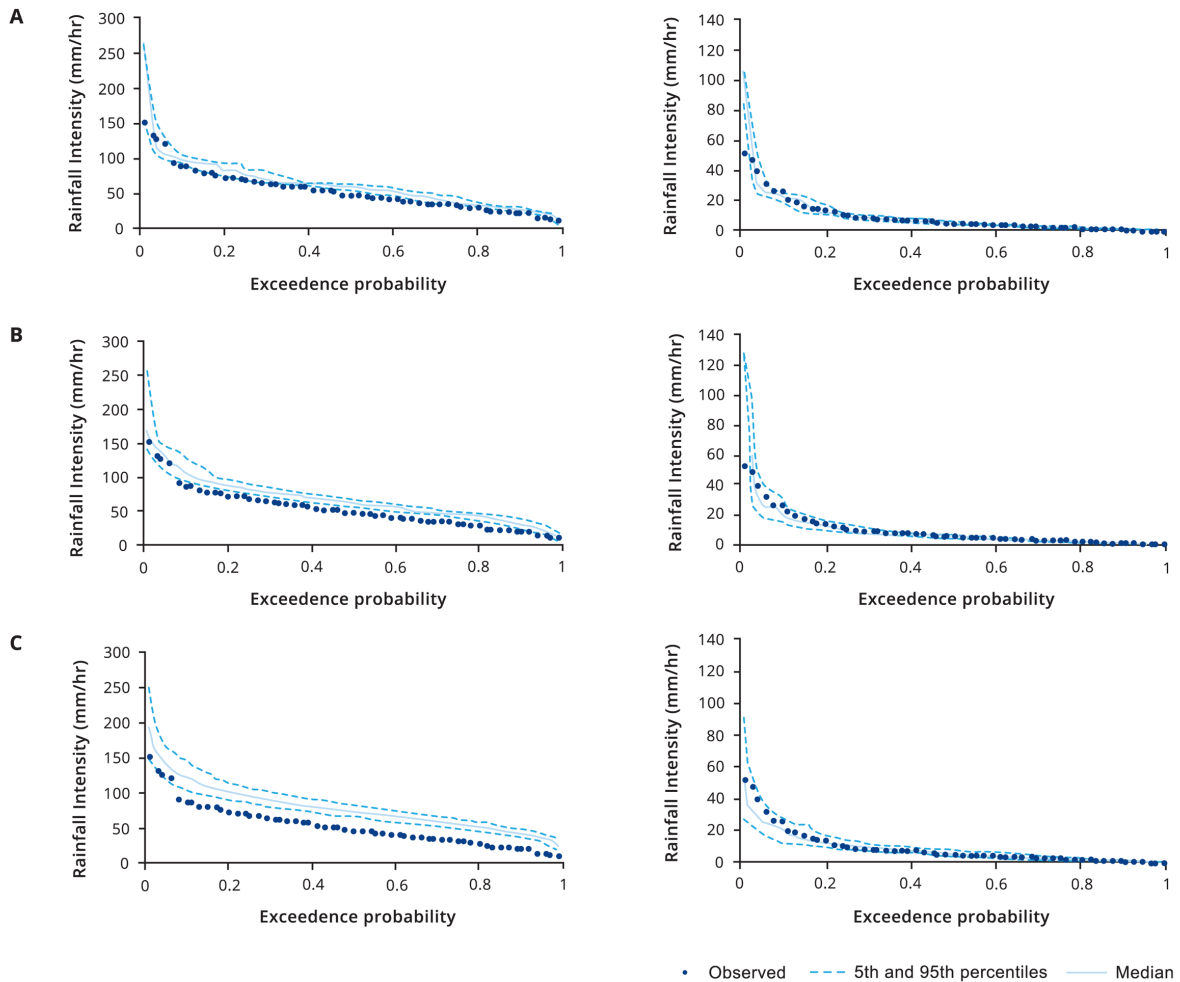 A
Rainfall Intensity (mm/hr)
300
250
200
150
100
50
0
0 0.2 0.4 0.6 0.8 1
Exceedence probability
Rainfall Intensity (mm/hr)
140
120
100
80
60
40
20
0
0 0.2 0.4 0.6 0.8 1
Exceedence probability
B
Rainfall Intensity (mm/hr)
300
250
200
150
100
50
0
0 0.2 0.4 0.6 0.8 1
Exceedence probability
Rainfall Intensity (mm/hr)
140
120
100
80
60
40
20
0
0 0.2 0.4 0.6 0.8 1
Exceedence probability
C
Rainfall Intensity (mm/hr)
300
250
200
150
100
50
0
0 0.2 0.4 0.6 0.8 1
Exceedence probability
Rainfall Intensity (mm/hr)
140
120
100
80
60
40
20
0
0 0.2 0.4 0.6 0.8 1
Exceedence probability
Observed 5th and 95th percentiles Median